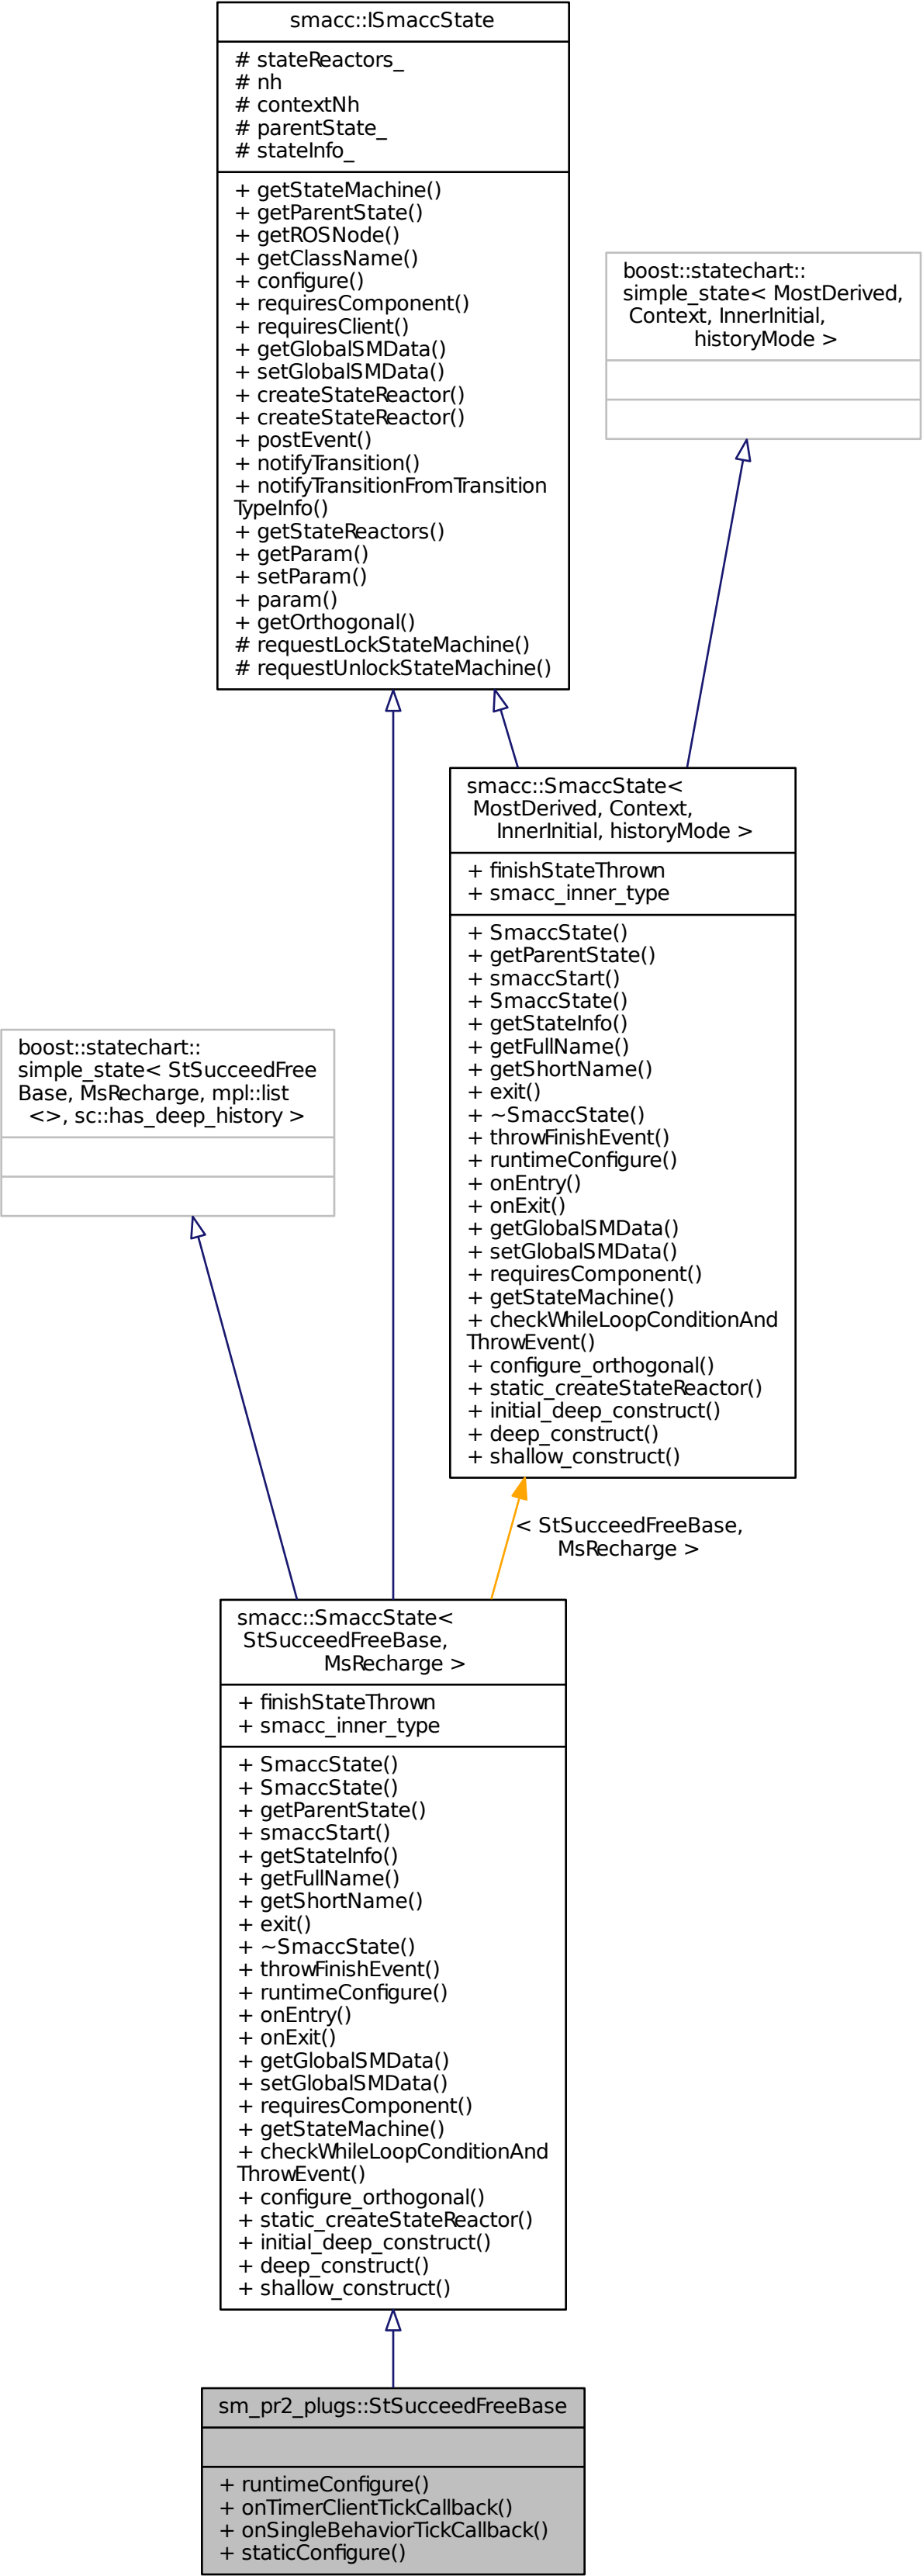 smacc::ISmaccState
# stateReactors_
# nh
# contextNh
# parentState_
# stateInfo_
+ getStateMachine()
+ getParentState()
+ getROSNode()
+ getClassName()
+ configure()
+ requiresComponent()
+ requiresClient()
+ getGlobalSMData()
+ setGlobalSMData()
+ createStateReactor()
+ createStateReactor()
+ postEvent()
+ notifyTransition()
+ notifyTransitionFromTransition
TypeInfo()
+ getStateReactors()
+ getParam()
+ setParam()
+ param()
+ getOrthogonal()
# requestLockStateMachine()
# requestUnlockStateMachine()
boost::statechart::
simple_state< MostDerived,
Context, InnerInitial,
historyMode >
smacc::SmaccState<
MostDerived, Context,
InnerInitial, historyMode >
+ finishStateThrown
+ smacc_inner_type
+ SmaccState()
+ getParentState()
+ smaccStart()
+ SmaccState()
+ getStateInfo()
+ getFullName()
+ getShortName()
+ exit()
+ ~SmaccState()
+ throwFinishEvent()
+ runtimeConfigure()
+ onEntry()
+ onExit()
+ getGlobalSMData()
+ setGlobalSMData()
+ requiresComponent()
+ getStateMachine()
+ checkWhileLoopConditionAnd
ThrowEvent()
+ configure_orthogonal()
+ static_createStateReactor()
+ initial_deep_construct()
+ deep_construct()
+ shallow_construct()
boost::statechart::
simple_state< StSucceedFree
Base, MsRecharge, mpl::list
<>, sc::has_deep_history >
< StSucceedFreeBase,
MsRecharge >
smacc::SmaccState<
StSucceedFreeBase,
MsRecharge >
+ finishStateThrown
+ smacc_inner_type
+ SmaccState()
+ SmaccState()
+ getParentState()
+ smaccStart()
+ getStateInfo()
+ getFullName()
+ getShortName()
+ exit()
+ ~SmaccState()
+ throwFinishEvent()
+ runtimeConfigure()
+ onEntry()
+ onExit()
+ getGlobalSMData()
+ setGlobalSMData()
+ requiresComponent()
+ getStateMachine()
+ checkWhileLoopConditionAnd
ThrowEvent()
+ configure_orthogonal()
+ static_createStateReactor()
+ initial_deep_construct()
+ deep_construct()
+ shallow_construct()
sm_pr2_plugs::StSucceedFreeBase
+ runtimeConfigure()
+ onTimerClientTickCallback()
+ onSingleBehaviorTickCallback()
+ staticConfigure()